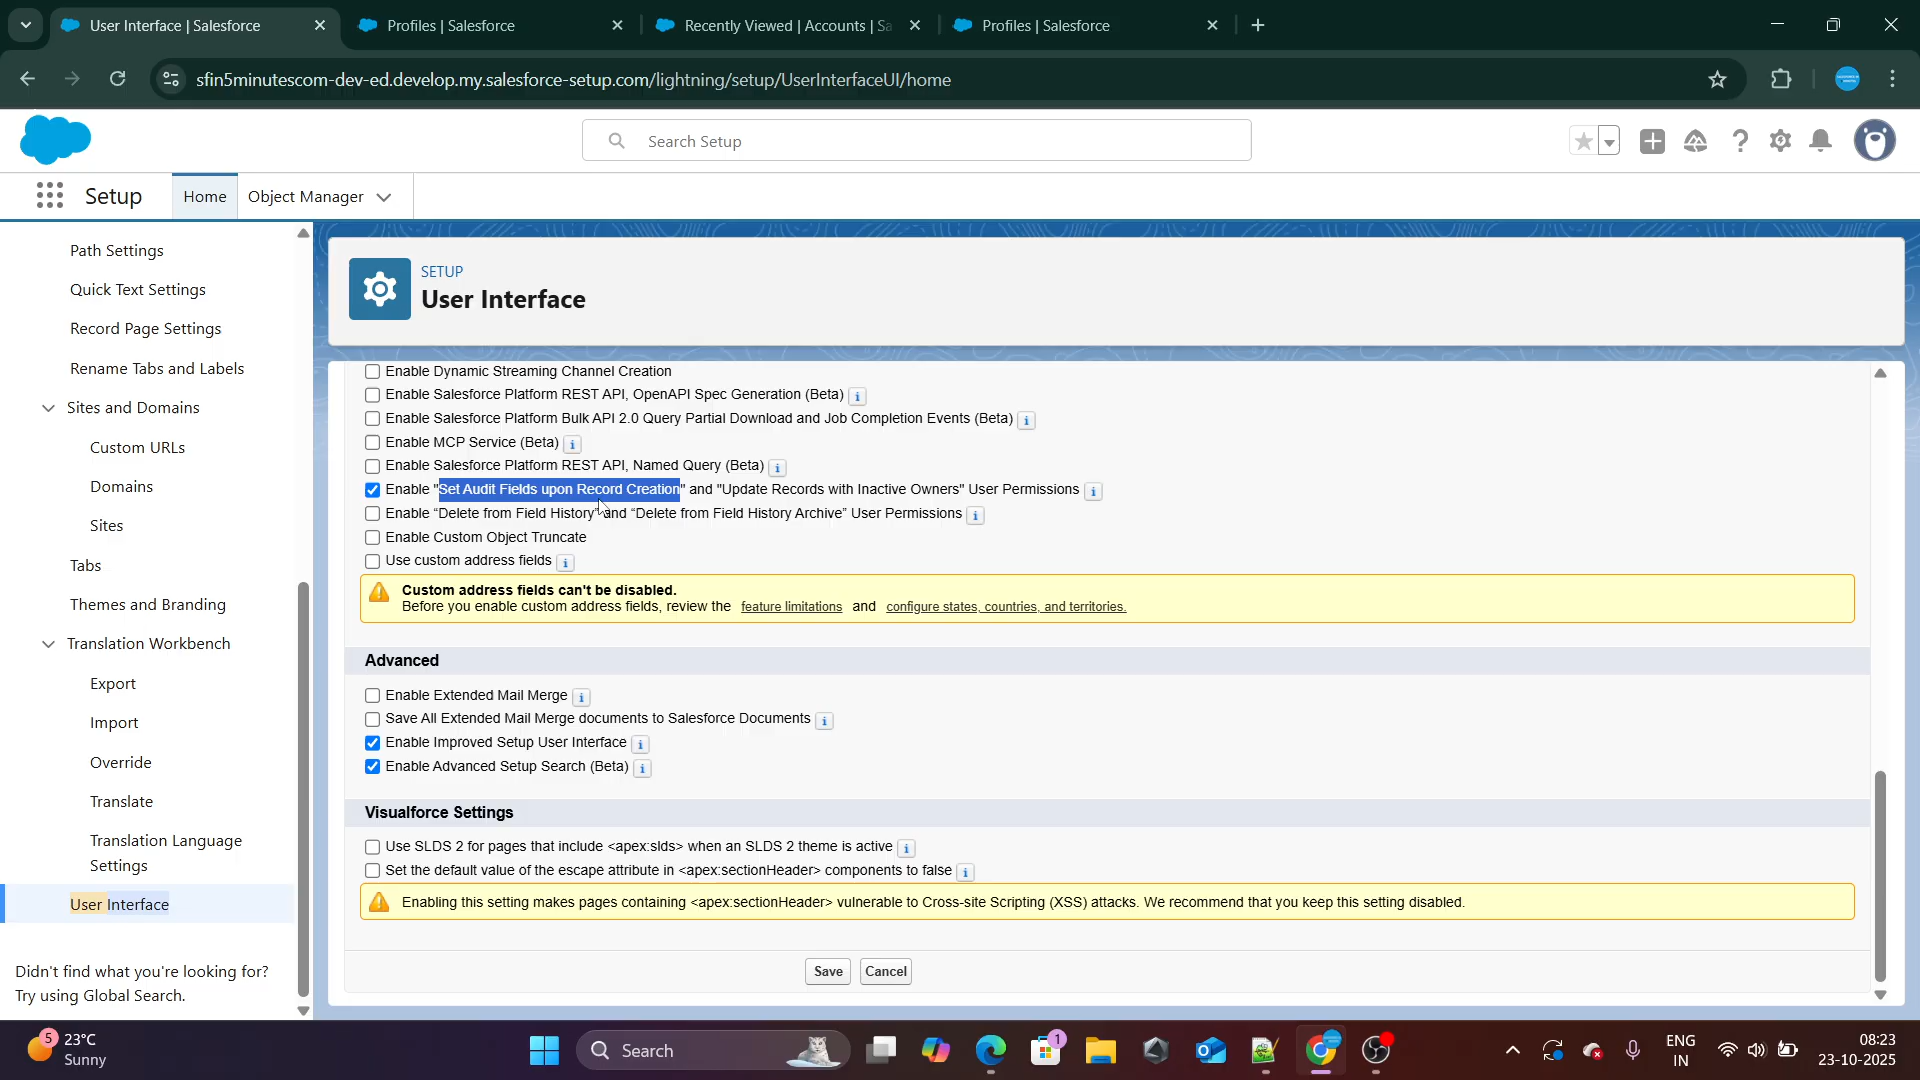 User Interface | Salesforce
Profiles | Salesforce
Recently Viewed | Accounts | Sa
Profiles | Salesforce
sfin5minutescom-dev-ed.develop.my.salesforce-setup.com/lightning/setup/UserInterfaceUI/home
Search Setup
Setup
Home
Object Manager
Path Settings
Quick Text Settings
Record Page Settings
Rename Tabs and Labels
Sites and Domains
Custom URLs
Domains
Sites
Tabs
Themes and Branding
Translation Workbench
Export
Import
Override
Translate
Translation Language
Settings
User Interface
Didn't find what you're looking for?
Try using Global Search.
SETUP
User Interface
Enable Dynamic Streaming Channel Creation
Enable Salesforce Platform REST API, OpenAPI Spec Generation (Beta)
Enable Salesforce Platform Bulk API 2.0 Query Partial Download and Job Completion Events (Beta)
Enable MCP Service (Beta)
Enable Salesforce Platform REST API, Named Query (Beta)
Enable "Set Audit Fields upon Record Creation" and "Update Records with Inactive Owners" User Permissions
Enable “Delete from Field History” and “Delete from Field History Archive” User Permissions
Enable Custom Object Truncate
Use custom address fields
Custom address fields can't be disabled.
Before you enable custom address fields, review the feature limitations and configure states, countries, and territories.
Advanced
Enable Extended Mail Merge
Save All Extended Mail Merge documents to Salesforce Documents
Enable Improved Setup User Interface
Enable Advanced Setup Search (Beta)
Visualforce Settings
Use SLDS 2 for pages that include <apex:slds> when an SLDS 2 theme is active
Set the default value of the escape attribute in <apex:sectionHeader> components to false
Enabling this setting makes pages containing <apex:sectionHeader> vulnerable to Cross-site Scripting (XSS) attacks. We recommend that you keep this setting disabled.
Save
Cancel
5
23°C
Sunny
Search
1
ENG
IN
08:23
23-10-2025